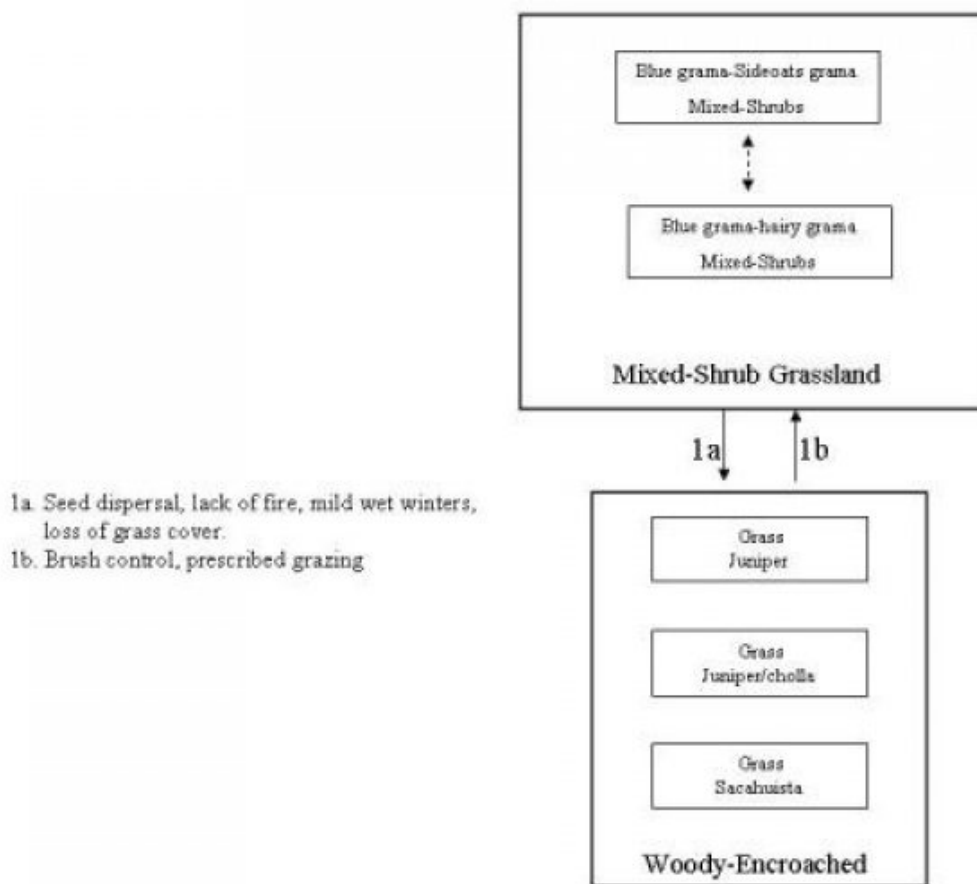 Blue grama-Sideoats grama
Mixed-Shrubs
Blue grama-hairy grama
Mixed-Shrubs
Mixed-Shrub Grassland
1a
1b
1a. Seed dispersal, lack of fire, mild wet winters,
loss of grass cover.
1b. Brush control, prescribed grazing
Grass
Juniper
Grass
Juniper/cholla
Grass
Sacahuista
Woody-Encroached